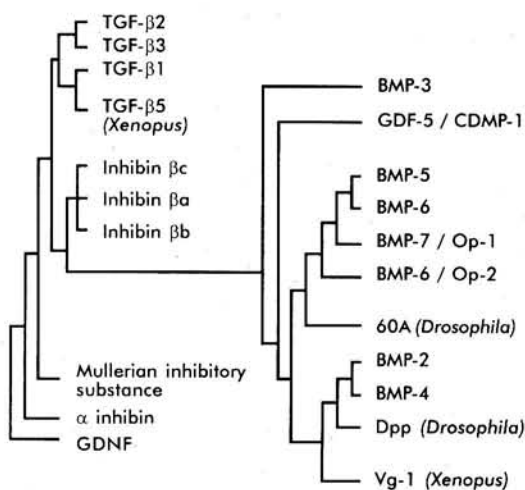 TGF-β2
TGF-β3
TGF-β1
TGF-β5
(Xenopus)
Inhibin βc
Inhibin βa
Inhibin βb
Mullerian inhibitory
substance
α inhibin
GDNF
BMP-3
GDF-5 / CDMP-1
BMP-5
BMP-6
BMP-7 / Op-1
BMP-6 / Op-2
60A (Drosophila)
BMP-2
BMP-4
Dpp (Drosophila)
Vg-1 (Xenopus)